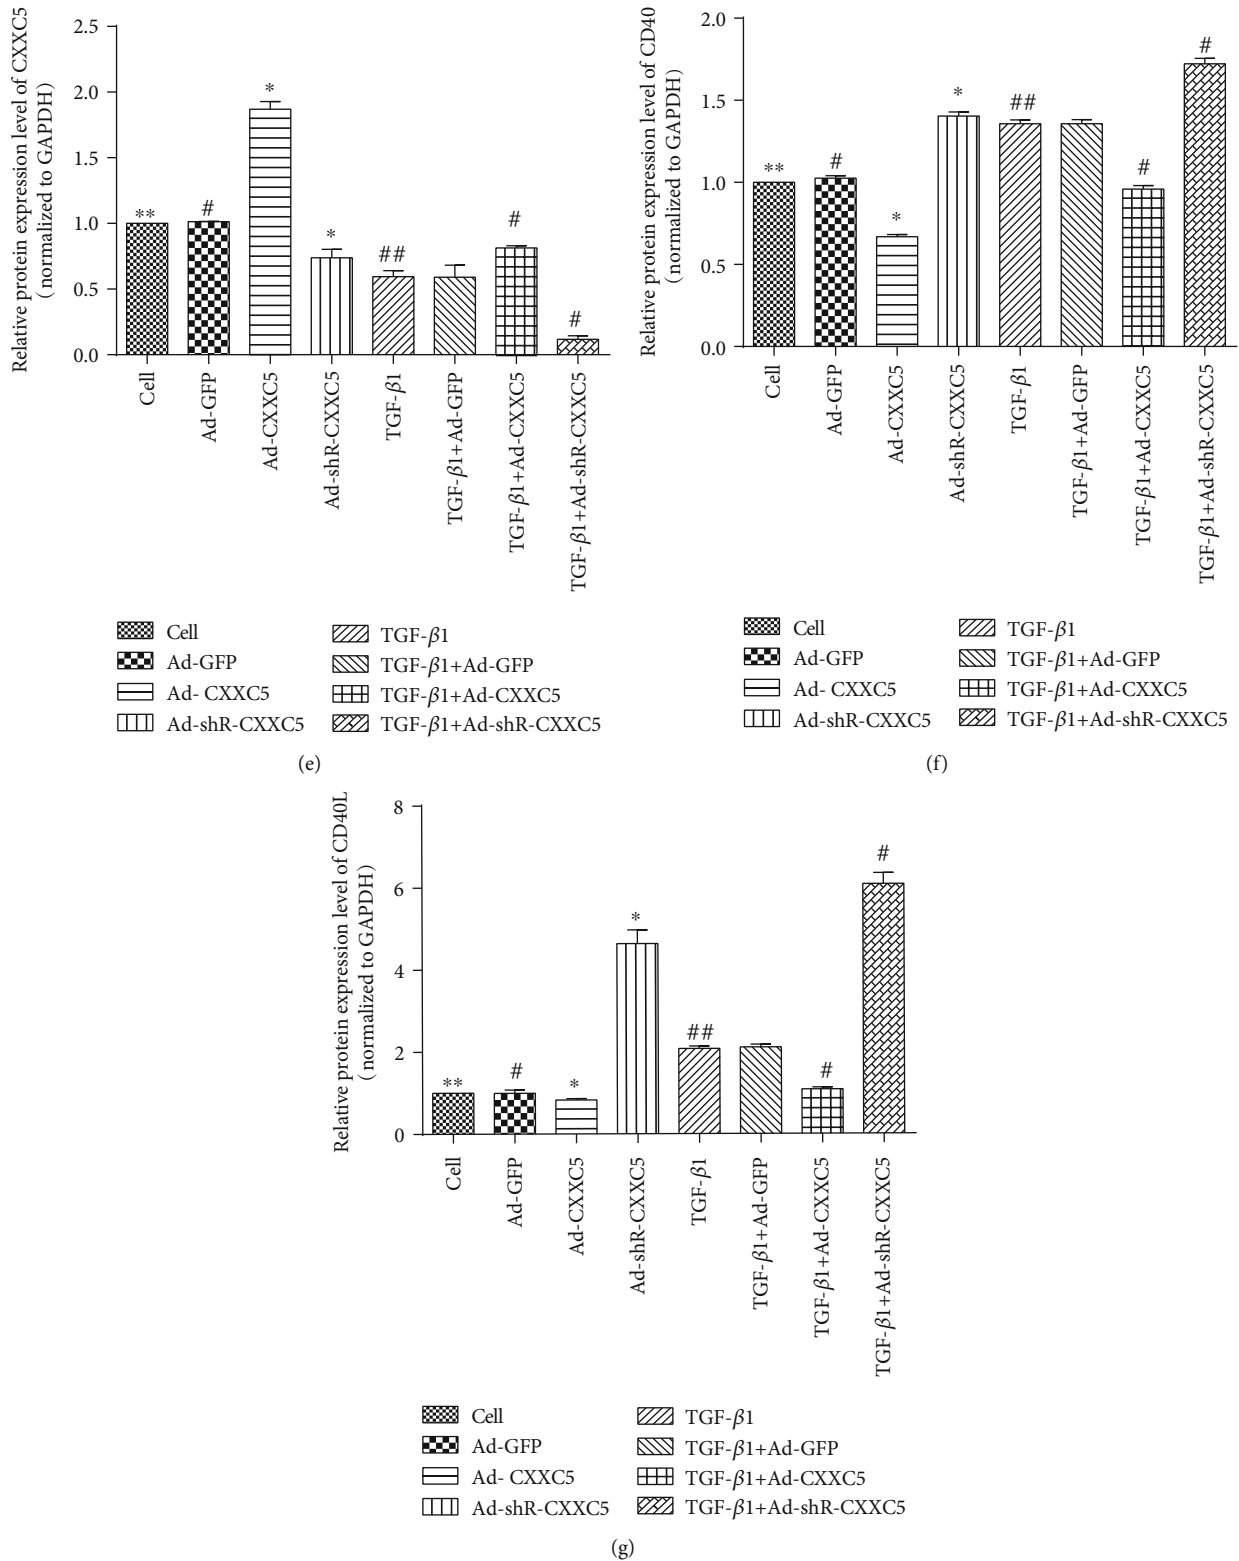 Relative protein expression level of CXXC5
(normalized to GAPDH)
2.5
2.0
1.5
1.0
0.5
0.0
**
#
*
*
##
#
#
Cell
Ad-GFP
Ad-CXXC5
Ad-shR-CXXC5
TGF-β1
TGF-β1+Ad-GFP
TGF-β1+Ad-CXXC5
TGF-β1+Ad-shR-CXXC5
Cell
Ad-GFP
Ad- CXXC5
Ad-shR-CXXC5
TGF-β1
TGF-β1+Ad-GFP
TGF-β1+Ad-CXXC5
TGF-β1+Ad-shR-CXXC5
(e)
Relative protein expression level of CD40
(normalized to GAPDH)
2.0
1.5
1.0
0.5
0.0
**
#
*
*
##
#
#
Cell
Ad-GFP
Ad-CXXC5
Ad-shR-CXXC5
TGF-β1
TGF-β1+Ad-GFP
TGF-β1+Ad-CXXC5
TGF-β1+Ad-shR-CXXC5
Cell
Ad-GFP
Ad- CXXC5
Ad-shR-CXXC5
TGF-β1
TGF-β1+Ad-GFP
TGF-β1+Ad-CXXC5
TGF-β1+Ad-shR-CXXC5
(f)
Relative protein expression level of CD40L
(normalized to GAPDH)
8
6
4
2
0
**
#
*
*
##
#
#
Cell
Ad-GFP
Ad-CXXC5
Ad-shR-CXXC5
TGF-β1
TGF-β1+Ad-GFP
TGF-β1+Ad-CXXC5
TGF-β1+Ad-shR-CXXC5
Cell
Ad-GFP
Ad- CXXC5
Ad-shR-CXXC5
TGF-β1
TGF-β1+Ad-GFP
TGF-β1+Ad-CXXC5
TGF-β1+Ad-shR-CXXC5
(g)